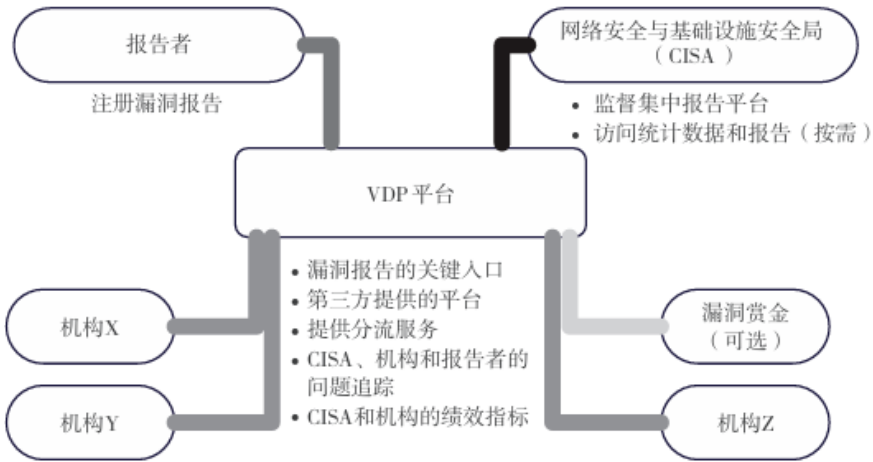 报告者
注册漏洞报告
网络安全与基础设施安全局
（CISA）
• 监督集中报告平台
• 访问统计数据和报告（按需）
VDP平台
• 漏洞报告的关键入口
• 第三方提供的平台
• 提供分流服务
• CISA、机构和报告者的
问题追踪
• CISA和机构的绩效指标
机构X
机构Y
漏洞赏金
（可选）
机构Z